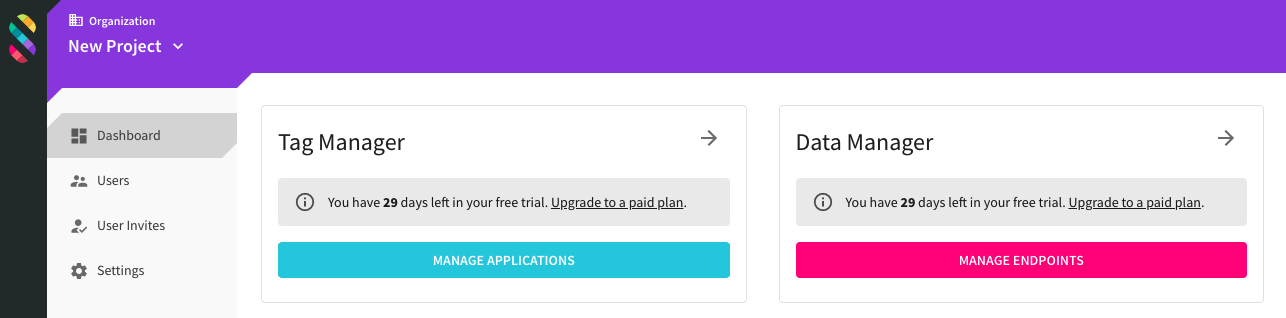 Organization
New Project
Dashboard
Users
User Invites
Settings
Tag Manager
You have 29 days left in your free trial. Upgrade to a paid plan.
MANAGE APPLICATIONS
Data Manager
You have 29 days left in your free trial. Upgrade to a paid plan.
MANAGE ENDPOINTS